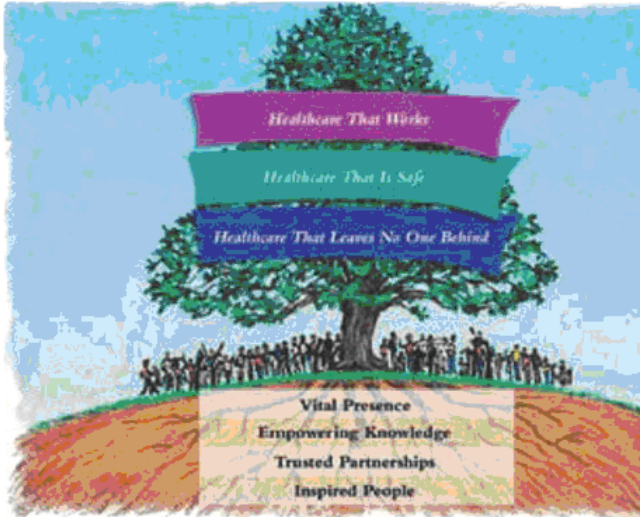 Healthcare That Works
Healthcare That Is Safe
Healthcare That Leaves No One Behind
Vital Presence
Empowering Knowledge
Trusted Partnerships
Inspired People